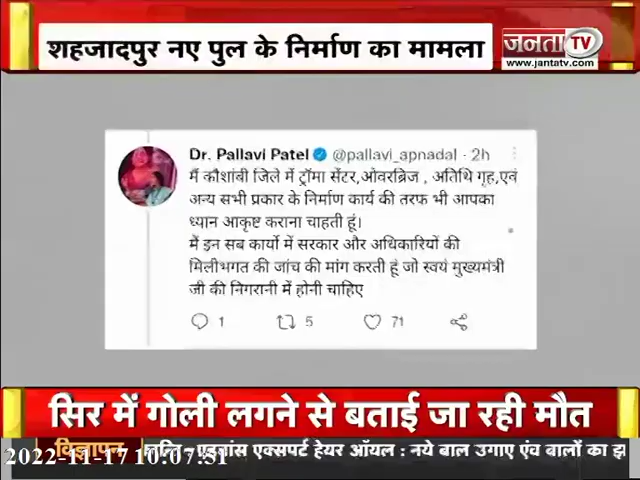 शहजादपुर नए पुल के निर्माण का मामला
जनता TV
www.jantatv.com
Dr. Pallavi Patel @pallavi_apnadal · 2h
मैं कौशांबी जिले में ट्रॉमा सेंटर,ओवरब्रिज , अतिथि गृह,एवं
अन्य सभी प्रकार के निर्माण कार्य की तरफ भी आपका
ध्यान आकृष्ट कराना चाहती हूं।
मैं इन सब कार्यो में सरकार और अधिकारियों की
मिलीभगत की जांच की मांग करती हूं जो स्वयं मुख्यमंत्री
जी की निगरानी में होनी चाहिए
1 5 71
सिर में गोली लगने से बताई जा रही मौत
विज्ञापन
एक्सपर्ट हेयर ऑयल : नये बाल उगाए एंव बालों का
2022-11-17 10:07:51